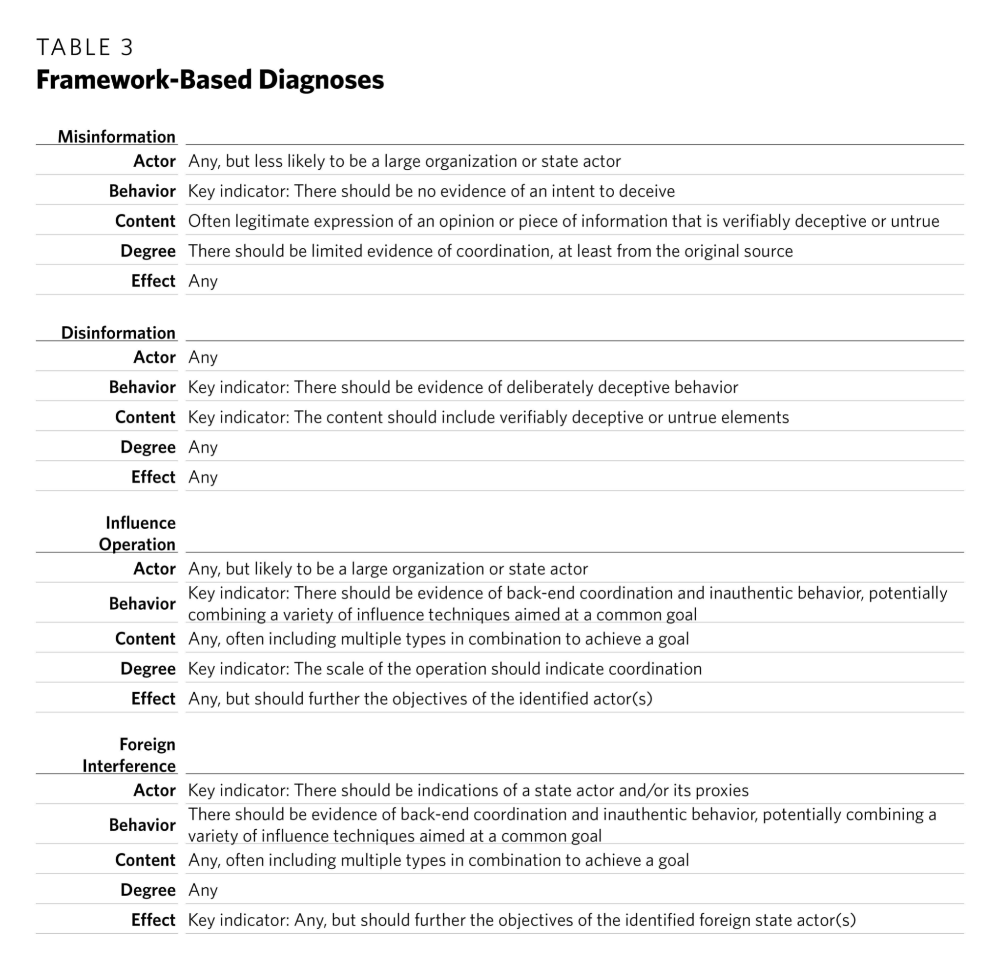 TABLE 3
Framework-Based Diagnoses
Misinformation
Actor Any, but less likely to be a large organization or state actor
Behavior Key indicator: There should be no evidence of an intent to deceive
Content Often legitimate expression of an opinion or piece of information that is verifiably deceptive or untrue
Degree There should be limited evidence of coordination, at least from the original source
Effect Any
Disinformation
Actor Any
Behavior Key indicator: There should be evidence of deliberately deceptive behavior
Content Key indicator: The content should include verifiably deceptive or untrue elements
Degree Any
Effect Any
Influence
Operation
Actor Any, but likely to be a large organization or state actor
Behavior Key indicator: There should be evidence of back-end coordination and inauthentic behavior, potentially
combining a variety of influence techniques aimed at a common goal
Content Any, often including multiple types in combination to achieve a goal
Degree Key indicator: The scale of the operation should indicate coordination
Effect Any, but should further the objectives of the identified actor(s)
Foreign
Interference
Actor Key indicator: There should be indications of a state actor and/or its proxies
Behavior There should be evidence of back-end coordination and inauthentic behavior, potentially combining a
variety of influence techniques aimed at a common goal
Content Any, often including multiple types in combination to achieve a goal
Degree Any
Effect Key indicator: Any, but should further the objectives of the identified foreign state actor(s)